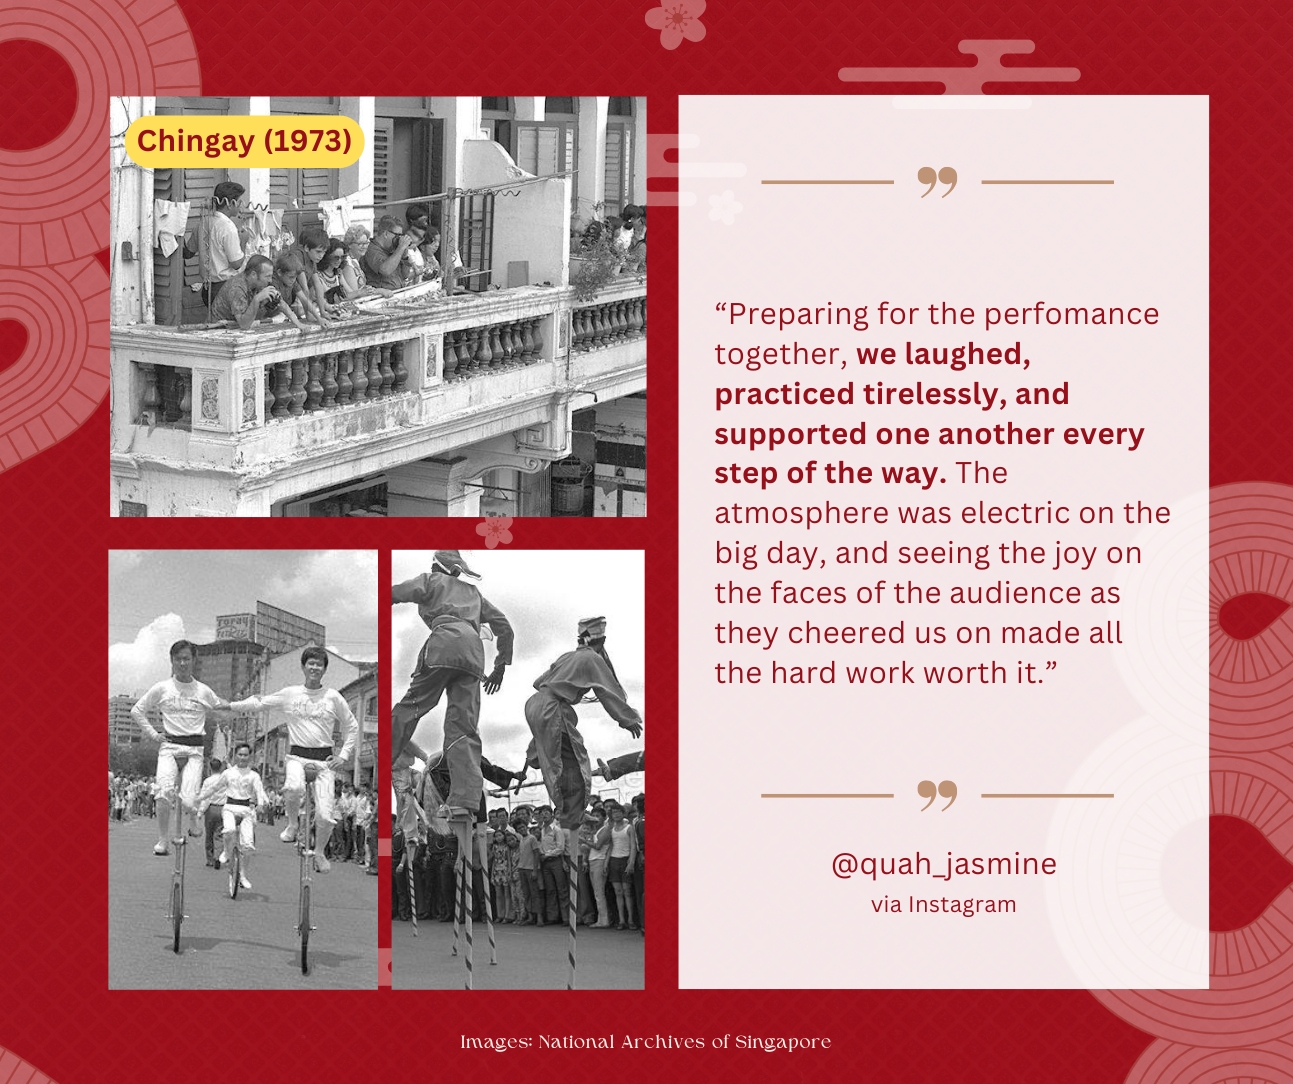 Chingay (1973)
“Preparing for the perfomance
together, we laughed,
practiced tirelessly, and
supported one another every
step of the way. The
atmosphere was electric on the
big day, and seeing the joy on
the faces of the audience as
they cheered us on made all
the hard work worth it.”
@quah_jasmine
via Instagram
Images: National Archives of Singapore